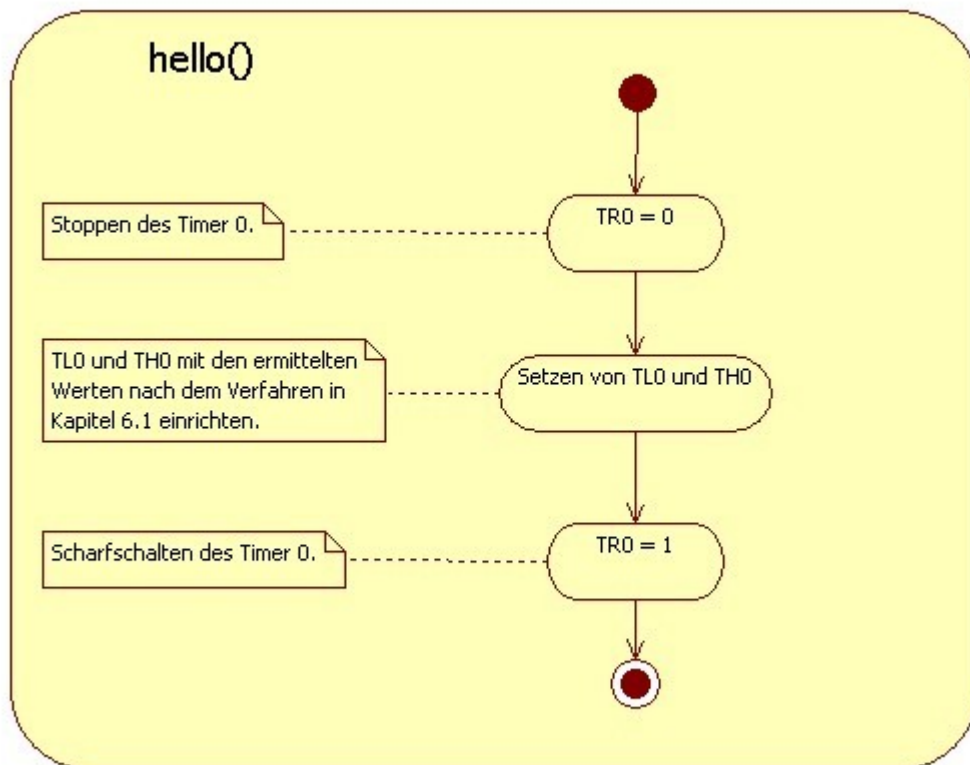 hello()
Stoppen des Timer 0.
TR0 = 0
TL0 und TH0 mit den ermittelten
Werten nach dem Verfahren in
Kapitel 6.1 einrichten.
Setzen von TL0 und TH0
Scharfschalten des Timer 0.
TR0 = 1